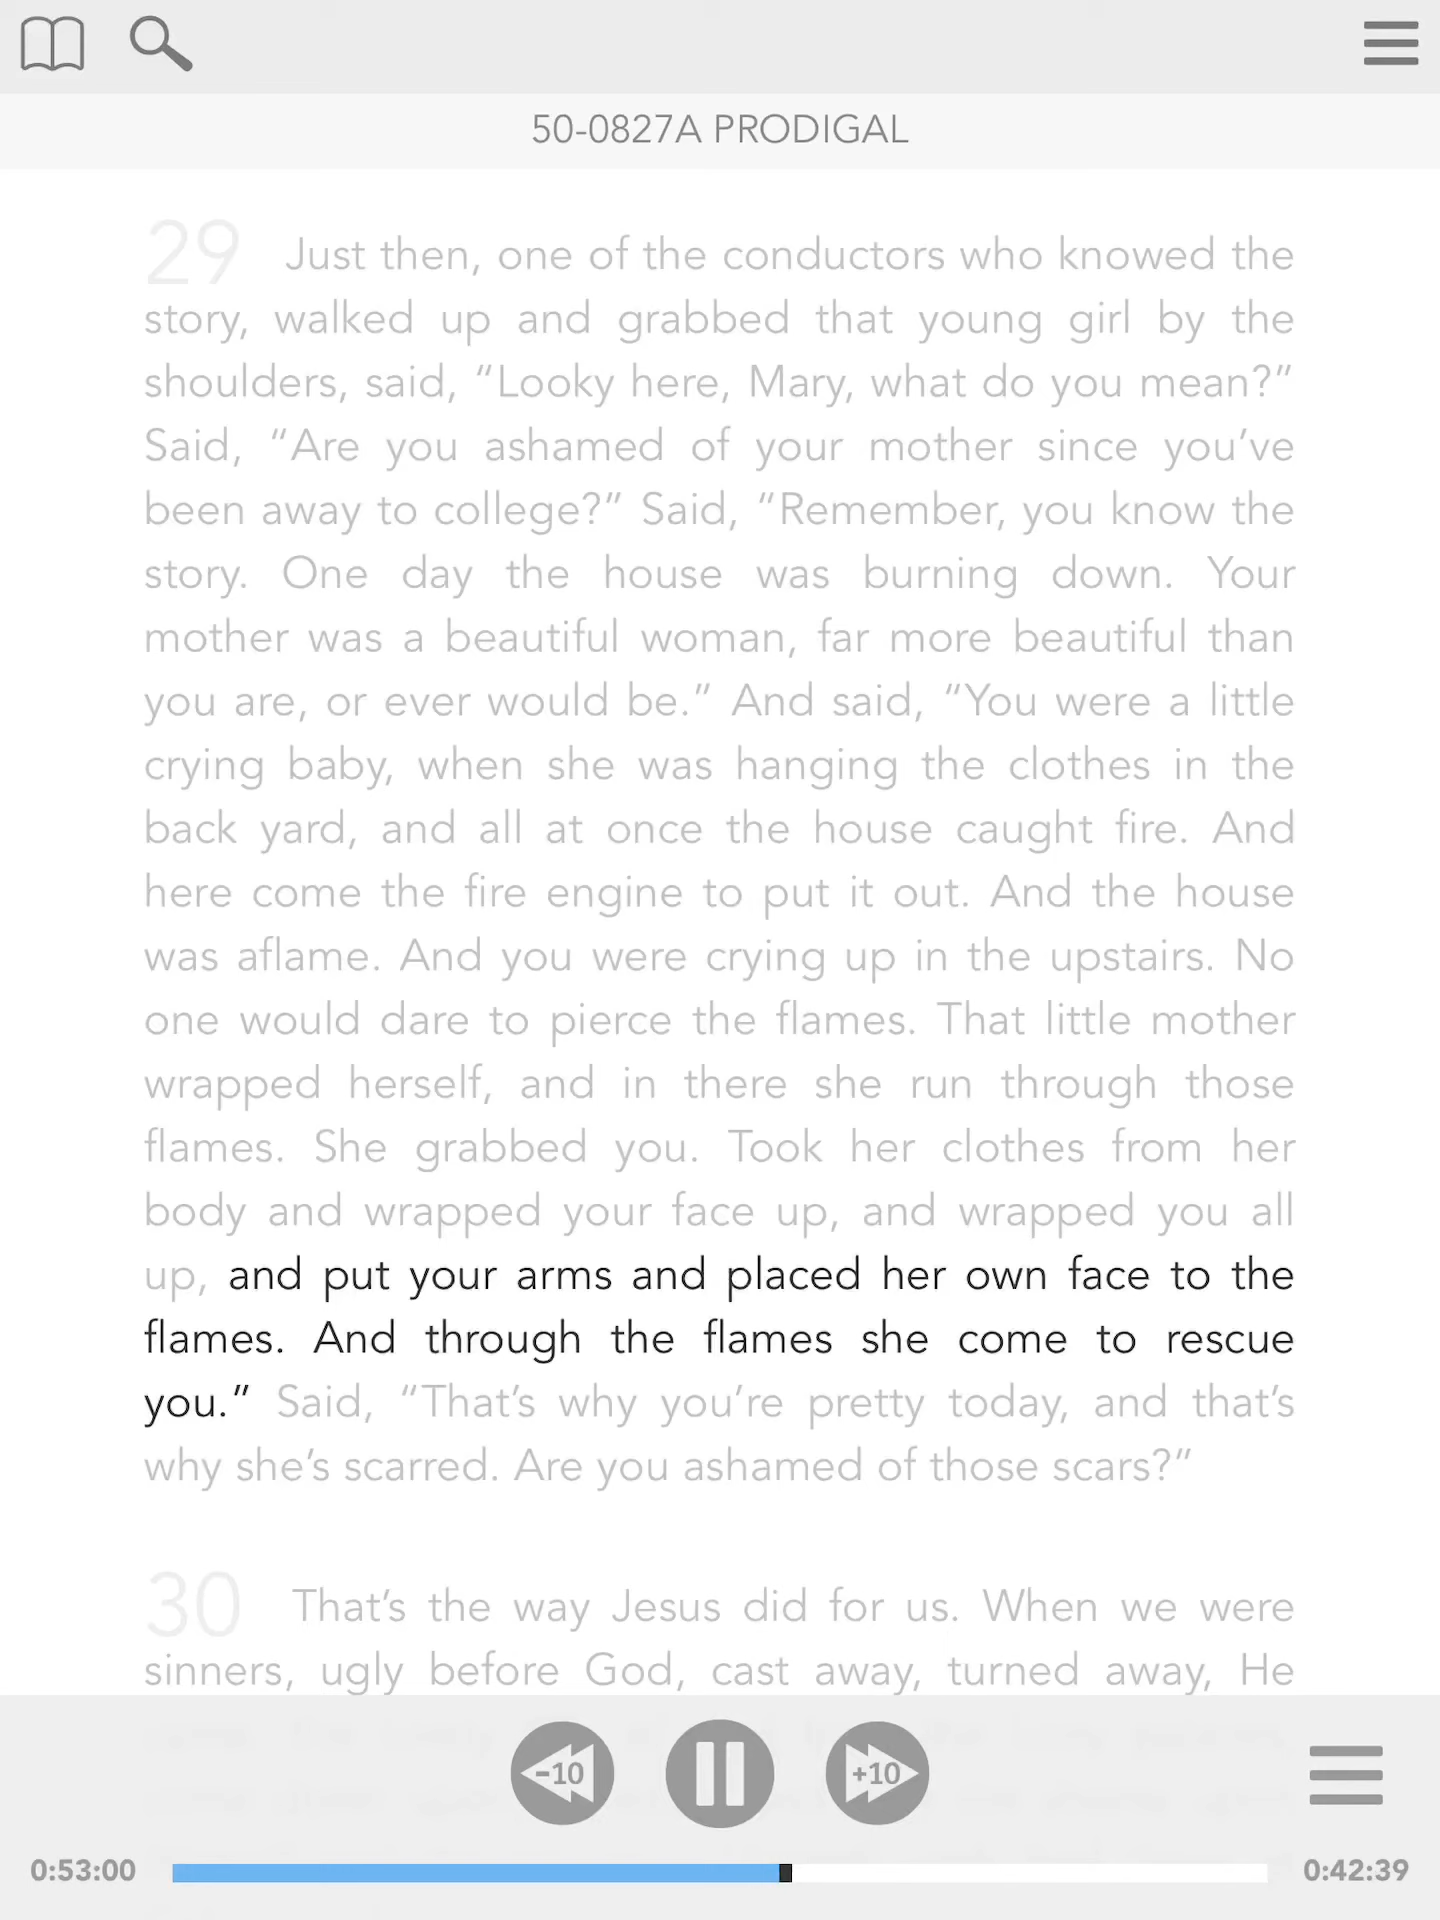 50-0827A PRODIGAL
29 Just then, one of the conductors who knowed the
story, walked up and grabbed that young girl by the
shoulders, said, “Looky here, Mary, what do you mean?”
Said, “Are you ashamed of your mother since you’ve
been away to college?” Said, “Remember, you know the
story. One day the house was burning down. Your
mother was a beautiful woman, far more beautiful than
you are, or ever would be.” And said, “You were a little
crying baby, when she was hanging the clothes in the
back yard, and all at once the house caught fire. And
here come the fire engine to put it out. And the house
was aflame. And you were crying up in the upstairs. No
one would dare to pierce the flames. That little mother
wrapped herself, and in there she run through those
flames. She grabbed you. Took her clothes from her
body and wrapped your face up, and wrapped you all
up, and put your arms and placed her own face to the
flames. And through the flames she come to rescue
you.” Said, “That’s why you’re pretty today, and that’s
why she’s scarred. Are you ashamed of those scars?”
30 That’s the way Jesus did for us. When we were
sinners, ugly before God, cast away, turned away, He
-10 +10
0:53:00 0:42:39